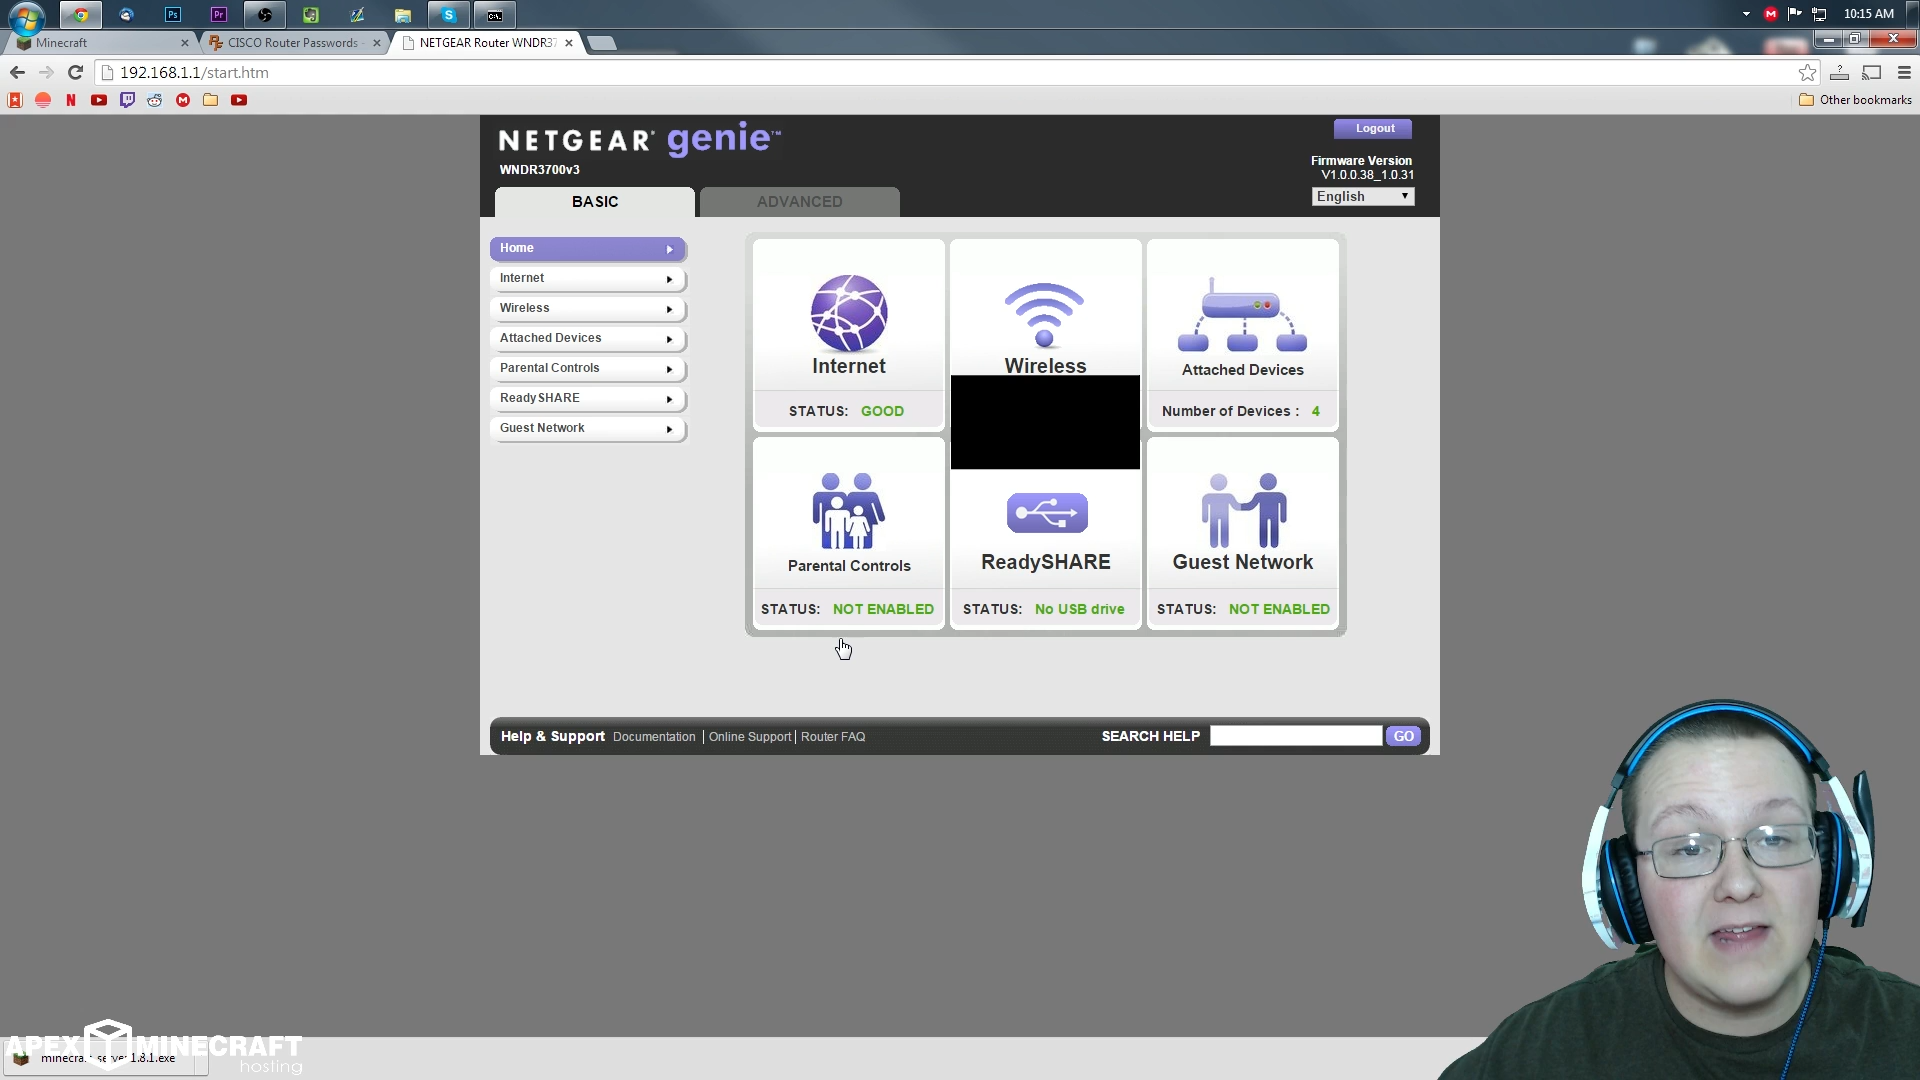 10:15 AM
Minecraft
CISCO Router Passwords -
NETGEAR Router WNDR37
192.168.1.1/start.htm
Other bookmarks
NETGEAR® genie™
Logout
WNDR3700v3
Firmware Version
V1.0.0.38_1.0.31
BASIC
ADVANCED
English
Home
Internet
Wireless
Attached Devices
Parental Controls
ReadySHARE
Guest Network
Internet
STATUS: GOOD
Wireless
Attached Devices
Number of Devices : 4
Parental Controls
STATUS: NOT ENABLED
ReadySHARE
STATUS: No USB drive
Guest Network
STATUS: NOT ENABLED
Help & Support Documentation | Online Support | Router FAQ
SEARCH HELP
GO
APEX MINECRAFT
hosting